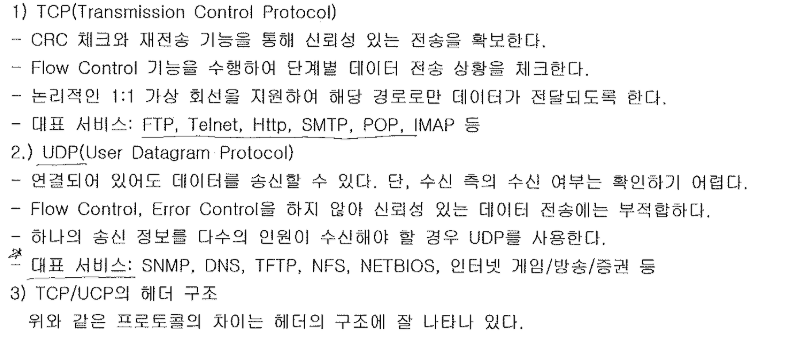 1) TCP(Transmission Control Protocol)
- CRC 체크와 재전송 기능을 통해 신뢰성 있는 전송을 확보한다.
- Flow Control 기능을 수행하여 단계별 데이터 전송 상황을 체크한다.
- 논리적인 1:1 가상 회선을 지원하여 해당 경로로만 데이터가 전달되도록 한다.
- 대표 서비스: FTP, Telnet, Http, SMTP, POP, IMAP 등
2.) UDP(User Datagram Protocol)
- 연결되어 있어도 데이터를 송신할 수 있다. 단, 수신 측의 수신 여부는 확인하기 어렵다.
- Flow Control, Error Control을 하지 않아 신뢰성 있는 데이터 전송에는 부적합하다.
- 하나의 송신 정보를 다수의 인원이 수신해야 할 경우 UDP를 사용한다.
- 대표 서비스: SNMP, DNS, TFTP, NFS, NETBIOS, 인터넷 게임/방송/증권 등
3) TCP/UCP의 헤더 구조
위와 같은 프로토콜의 차이는 헤더의 구조에 잘 나타나 있다.